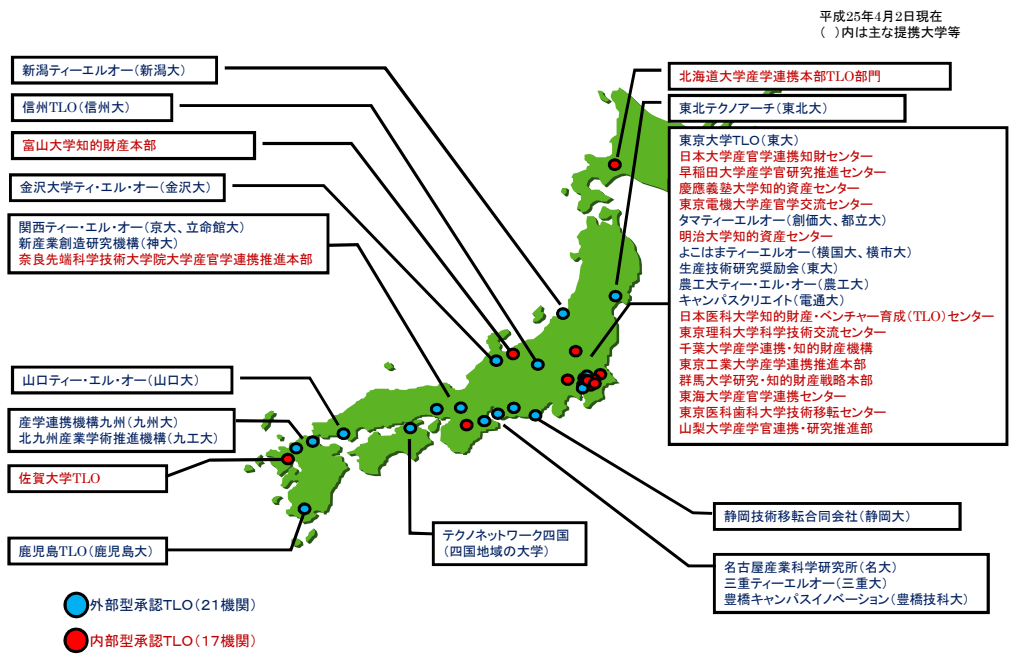 平成25年4月2日現在
(　)内は主な提携大学等
新潟ティーエルオー(新潟大)
信州TLO(信州大)
富山大学知的財産本部
金沢大学ティ・エル・オー(金沢大)
関西ティー・エル・オー(京大、立命館大)
新産業創造研究機構(神大)
奈良先端科学技術大学院大学産官学連携推進本部
山口ティー・エル・オー(山口大)
産学連携機構九州(九州大)
北九州産業学術推進機構(九工大)
佐賀大学TLO
鹿児島TLO(鹿児島大)
北海道大学産学連携本部TLO部門
東北テクノアーチ(東北大)
東京大学TLO(東大)
日本大学産官学連携知財センター
早稲田大学産学官研究推進センター
慶應義塾大学知的資産センター
東京電機大学産官学交流センター
タマティーエルオー(創価大、都立大)
明治大学知的資産センター
よこはまティーエルオー(横国大、横市大)
生産技術研究奨励会(東大)
農工大ティー・エル・オー(農工大)
キャンパスクリエイト(電通大)
日本医科大学知的財産・ベンチャー育成(TLO)センター
東京理科大学科学技術交流センター
千葉大学産学連携・知的財産機構
東京工業大学産学連携推進本部
群馬大学研究・知的財産戦略本部
東海大学産官学連携センター
東京医科歯科大学技術移転センター
山梨大学産学官連携・研究推進部
静岡技術移転合同会社(静岡大)
テクノネットワーク四国
(四国地域の大学)
名古屋産業科学研究所(名大)
三重ティーエルオー(三重大)
豊橋キャンパスイノベーション(豊橋技科大)
外部型承認TLO(21機関)
内部型承認TLO(17機関)